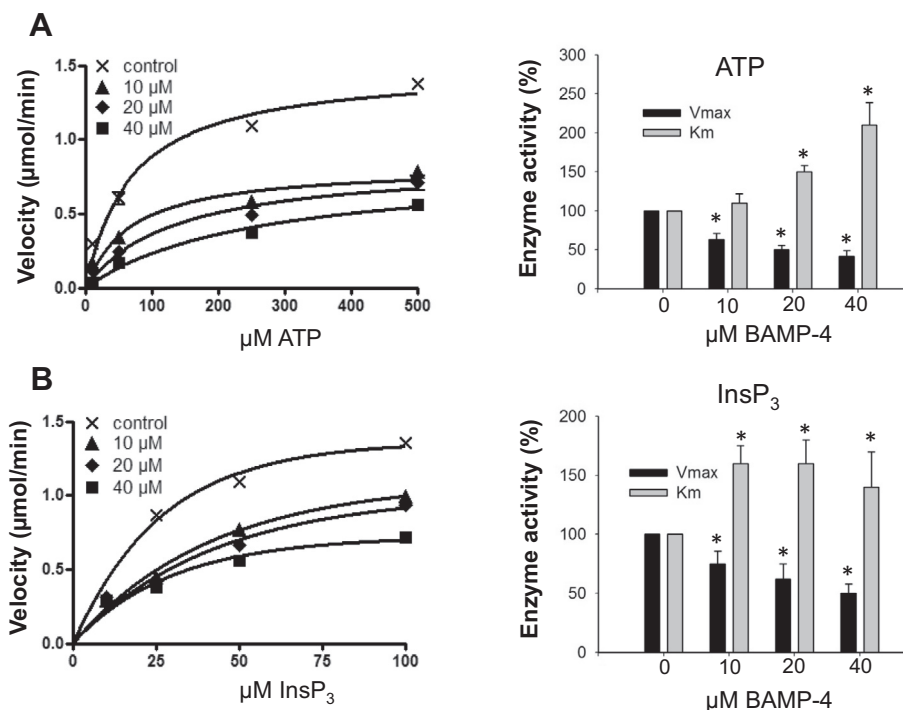 A
Velocity (µmol/min)
1.5
1.0
0.5
0.0
control
10 µM
20 µM
40 µM
0 100 200 300 400 500
µM ATP
Enzyme activity (%)
300
250
200
150
100
50
0
ATP
Vmax
Km
* * * * *
0 10 20 40
µM BAMP-4
B
Velocity (µmol/min)
1.5
1.0
0.5
0.0
control
10 µM
20 µM
40 µM
0 25 50 75 100
µM InsP₃
InsP₃
Enzyme activity (%)
200
150
100
50
0
Vmax
Km
* * * * * *
0 10 20 40
µM BAMP-4